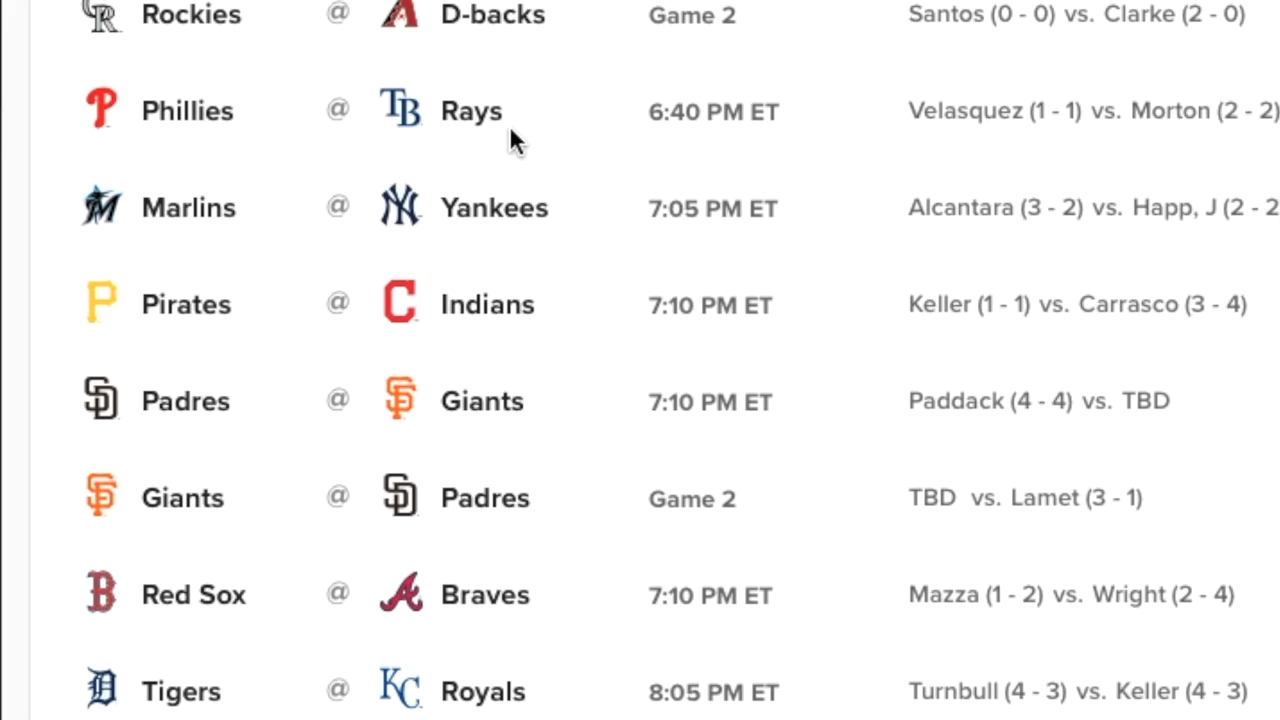 Rockies @ D-backs Game 2 Santos (0 - 0) vs. Clarke (2 - 0)
Phillies @ Rays 6:40 PM ET Velasquez (1 - 1) vs. Morton (2 - 2)
Marlins @ Yankees 7:05 PM ET Alcantara (3 - 2) vs. Happ, J (2 - 2
Pirates @ Indians 7:10 PM ET Keller (1 - 1) vs. Carrasco (3 - 4)
Padres @ Giants 7:10 PM ET Paddack (4 - 4) vs. TBD
Giants @ Padres Game 2 TBD vs. Lamet (3 - 1)
Red Sox @ Braves 7:10 PM ET Mazza (1 - 2) vs. Wright (2 - 4)
Tigers @ Royals 8:05 PM ET Turnbull (4 - 3) vs. Keller (4 - 3)